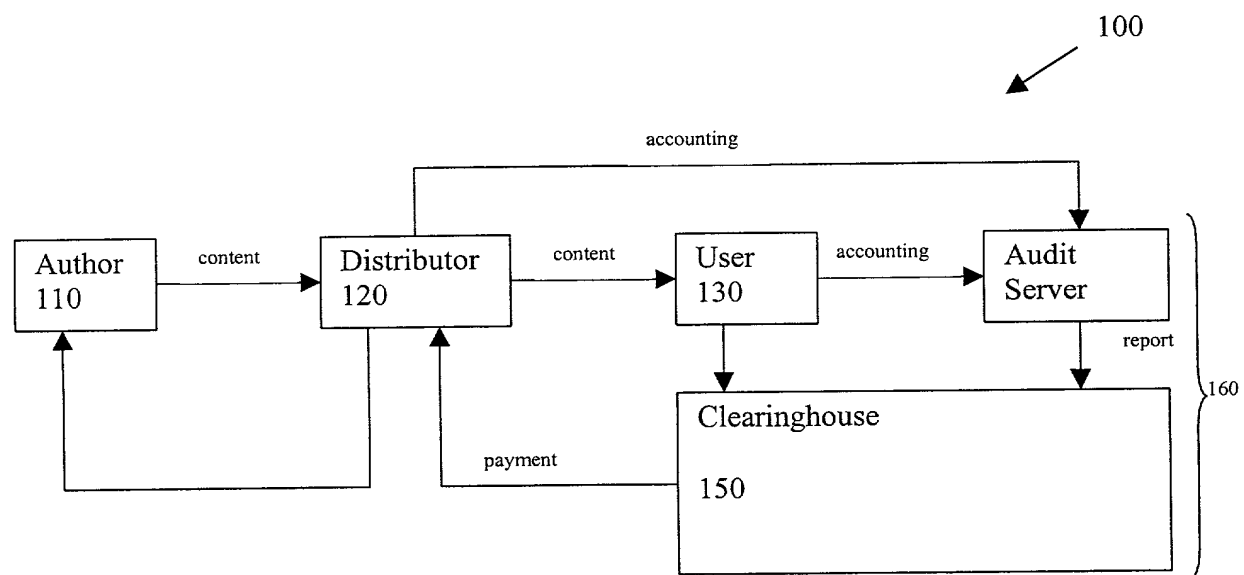 100
accounting
Author
110
content
Distributor
120
content
User
130
accounting
Audit
Server
report
160
Clearinghouse
150
payment